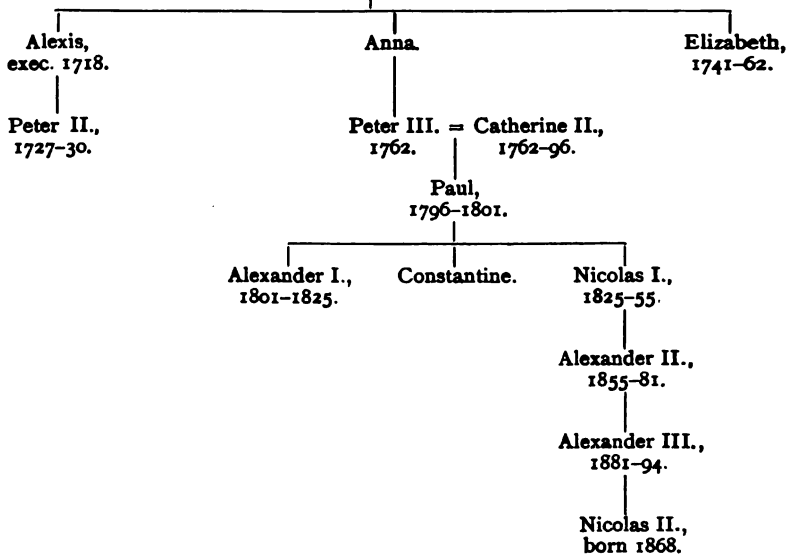 Alexis,
exec. 1718.
Anna.
Elizabeth,
1741–62.
Peter II.,
1727–30.
Peter III. = Catherine II.,
1762. 1762–96.
Paul,
1796–1801.
Alexander I.,
1801–1825.
Constantine.
Nicolas I.,
1825–55.
Alexander II.,
1855–81.
Alexander III.,
1881–94.
Nicolas II.,
born 1868.